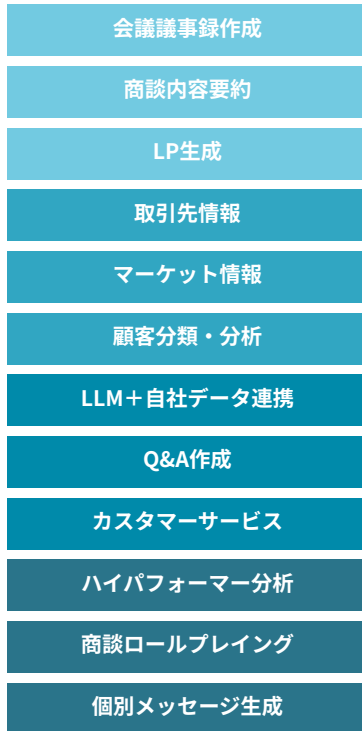 会議議事録作成
商談内容要約
LP生成
取引先情報
マーケット情報
顧客分類・分析
LLM＋自社データ連携
Q&A作成
カスタマーサービス
ハイパフォーマー分析
商談ロールプレイング
個別メッセージ生成